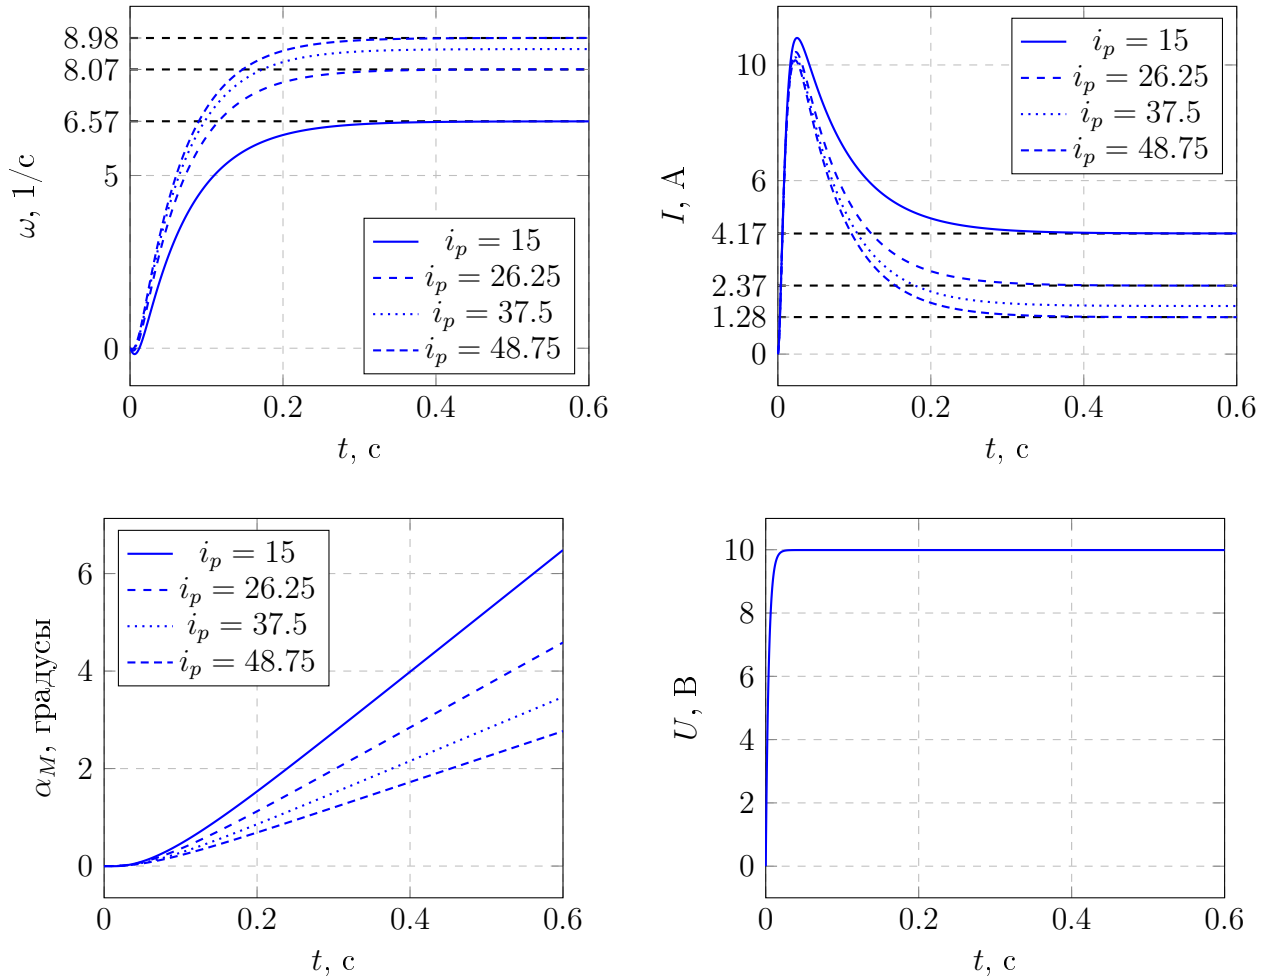 8.98
8.07
6.57
5
0
ω, 1/с
i_p = 15
i_p = 26.25
i_p = 37.5
i_p = 48.75
0 0.2 0.4 0.6
t, с
10
6
4.17
2.37
1.28
0
I, А
i_p = 15
i_p = 26.25
i_p = 37.5
i_p = 48.75
0 0.2 0.4 0.6
t, с
6
4
2
0
α_M, градусы
i_p = 15
i_p = 26.25
i_p = 37.5
i_p = 48.75
0 0.2 0.4 0.6
t, с
10
8
6
4
2
0
U, В
0 0.2 0.4 0.6
t, с